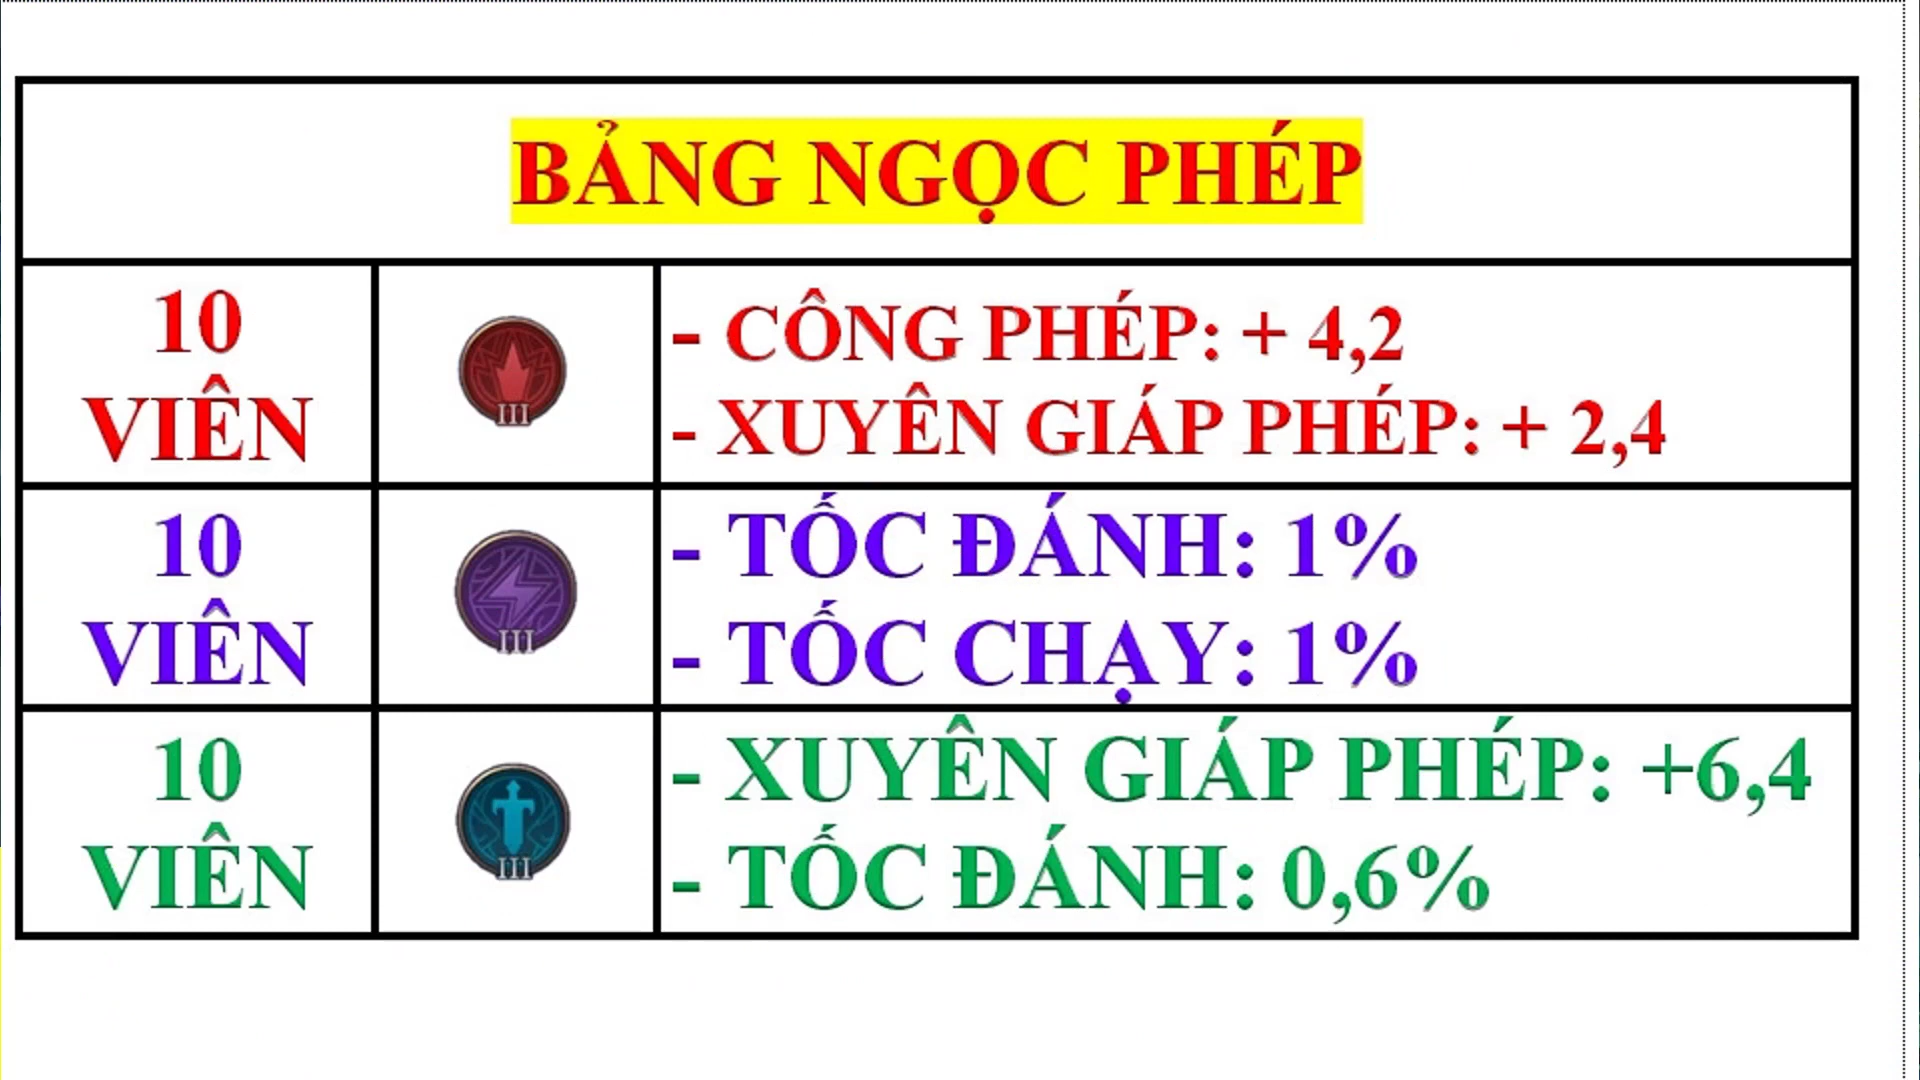 BẢNG NGỌC PHÉP
10
VIÊN
III
- CÔNG PHÉP: + 4,2
- XUYÊN GIÁP PHÉP: + 2,4
10
VIÊN
III
- TỐC ĐÁNH: 1%
- TỐC CHẠY: 1%
10
VIÊN
III
- XUYÊN GIÁP PHÉP: +6,4
- TỐC ĐÁNH: 0,6%